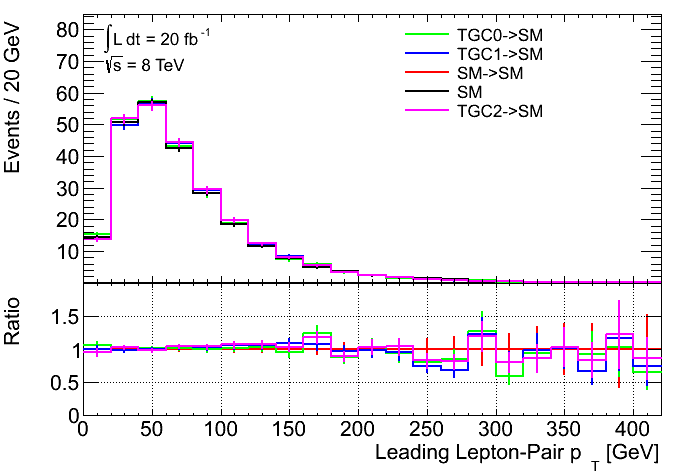 Events / 20 GeV
80
70
60
50
40
30
20
10
∫L dt = 20 fb⁻¹
√s = 8 TeV
TGC0->SM
TGC1->SM
SM->SM
SM
TGC2->SM
Ratio
1.5
1
0.5
0
0 50 100 150 200 250 300 350 400
Leading Lepton-Pair p T [GeV]